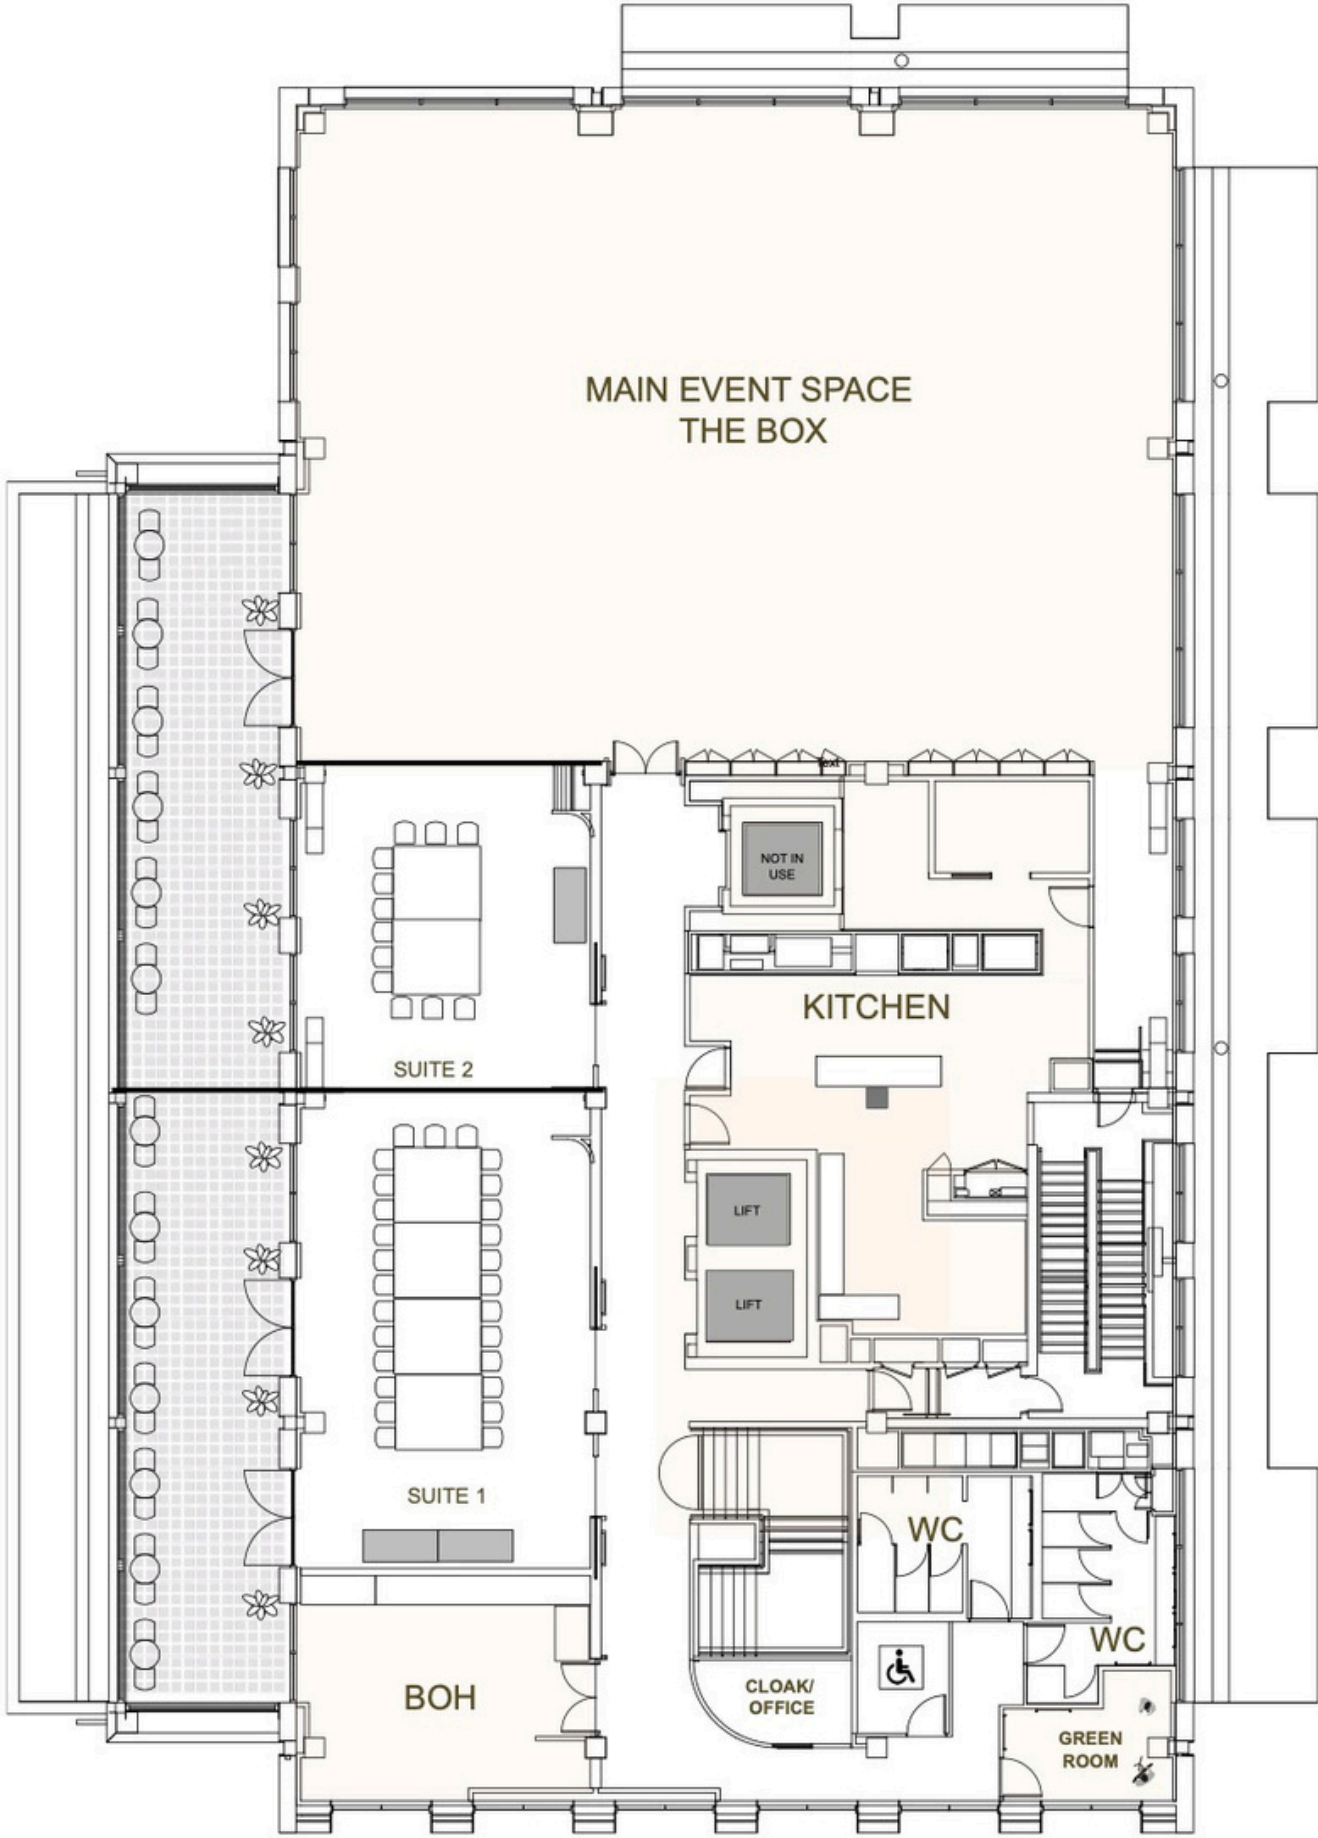 MAIN EVENT SPACE
THE BOX
text
NOT IN
USE
KITCHEN
SUITE 2
LIFT
LIFT
SUITE 1
WC
WC
BOH
CLOAK/
OFFICE
GREEN
ROOM